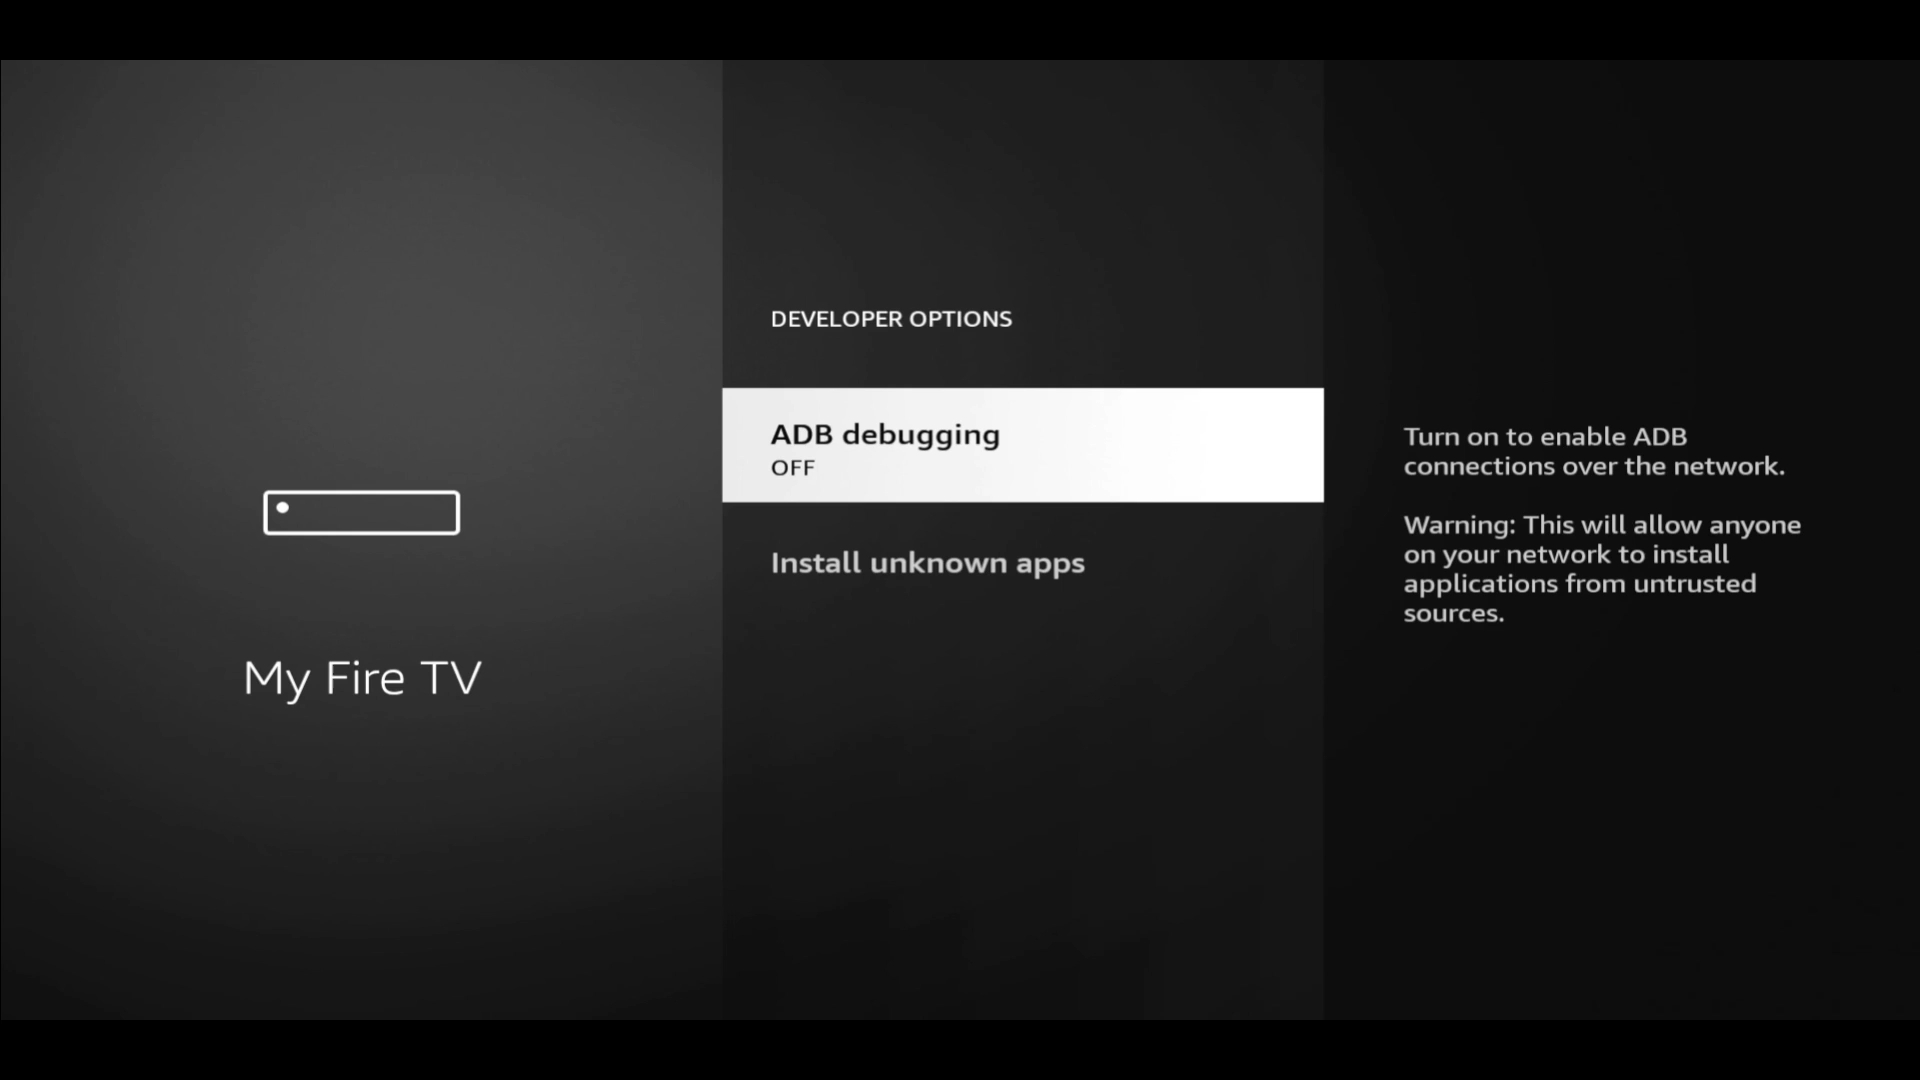 DEVELOPER OPTIONS
ADB debugging
OFF
Install unknown apps
My Fire TV
Turn on to enable ADB
connections over the network.
Warning: This will allow anyone
on your network to install
applications from untrusted
sources.